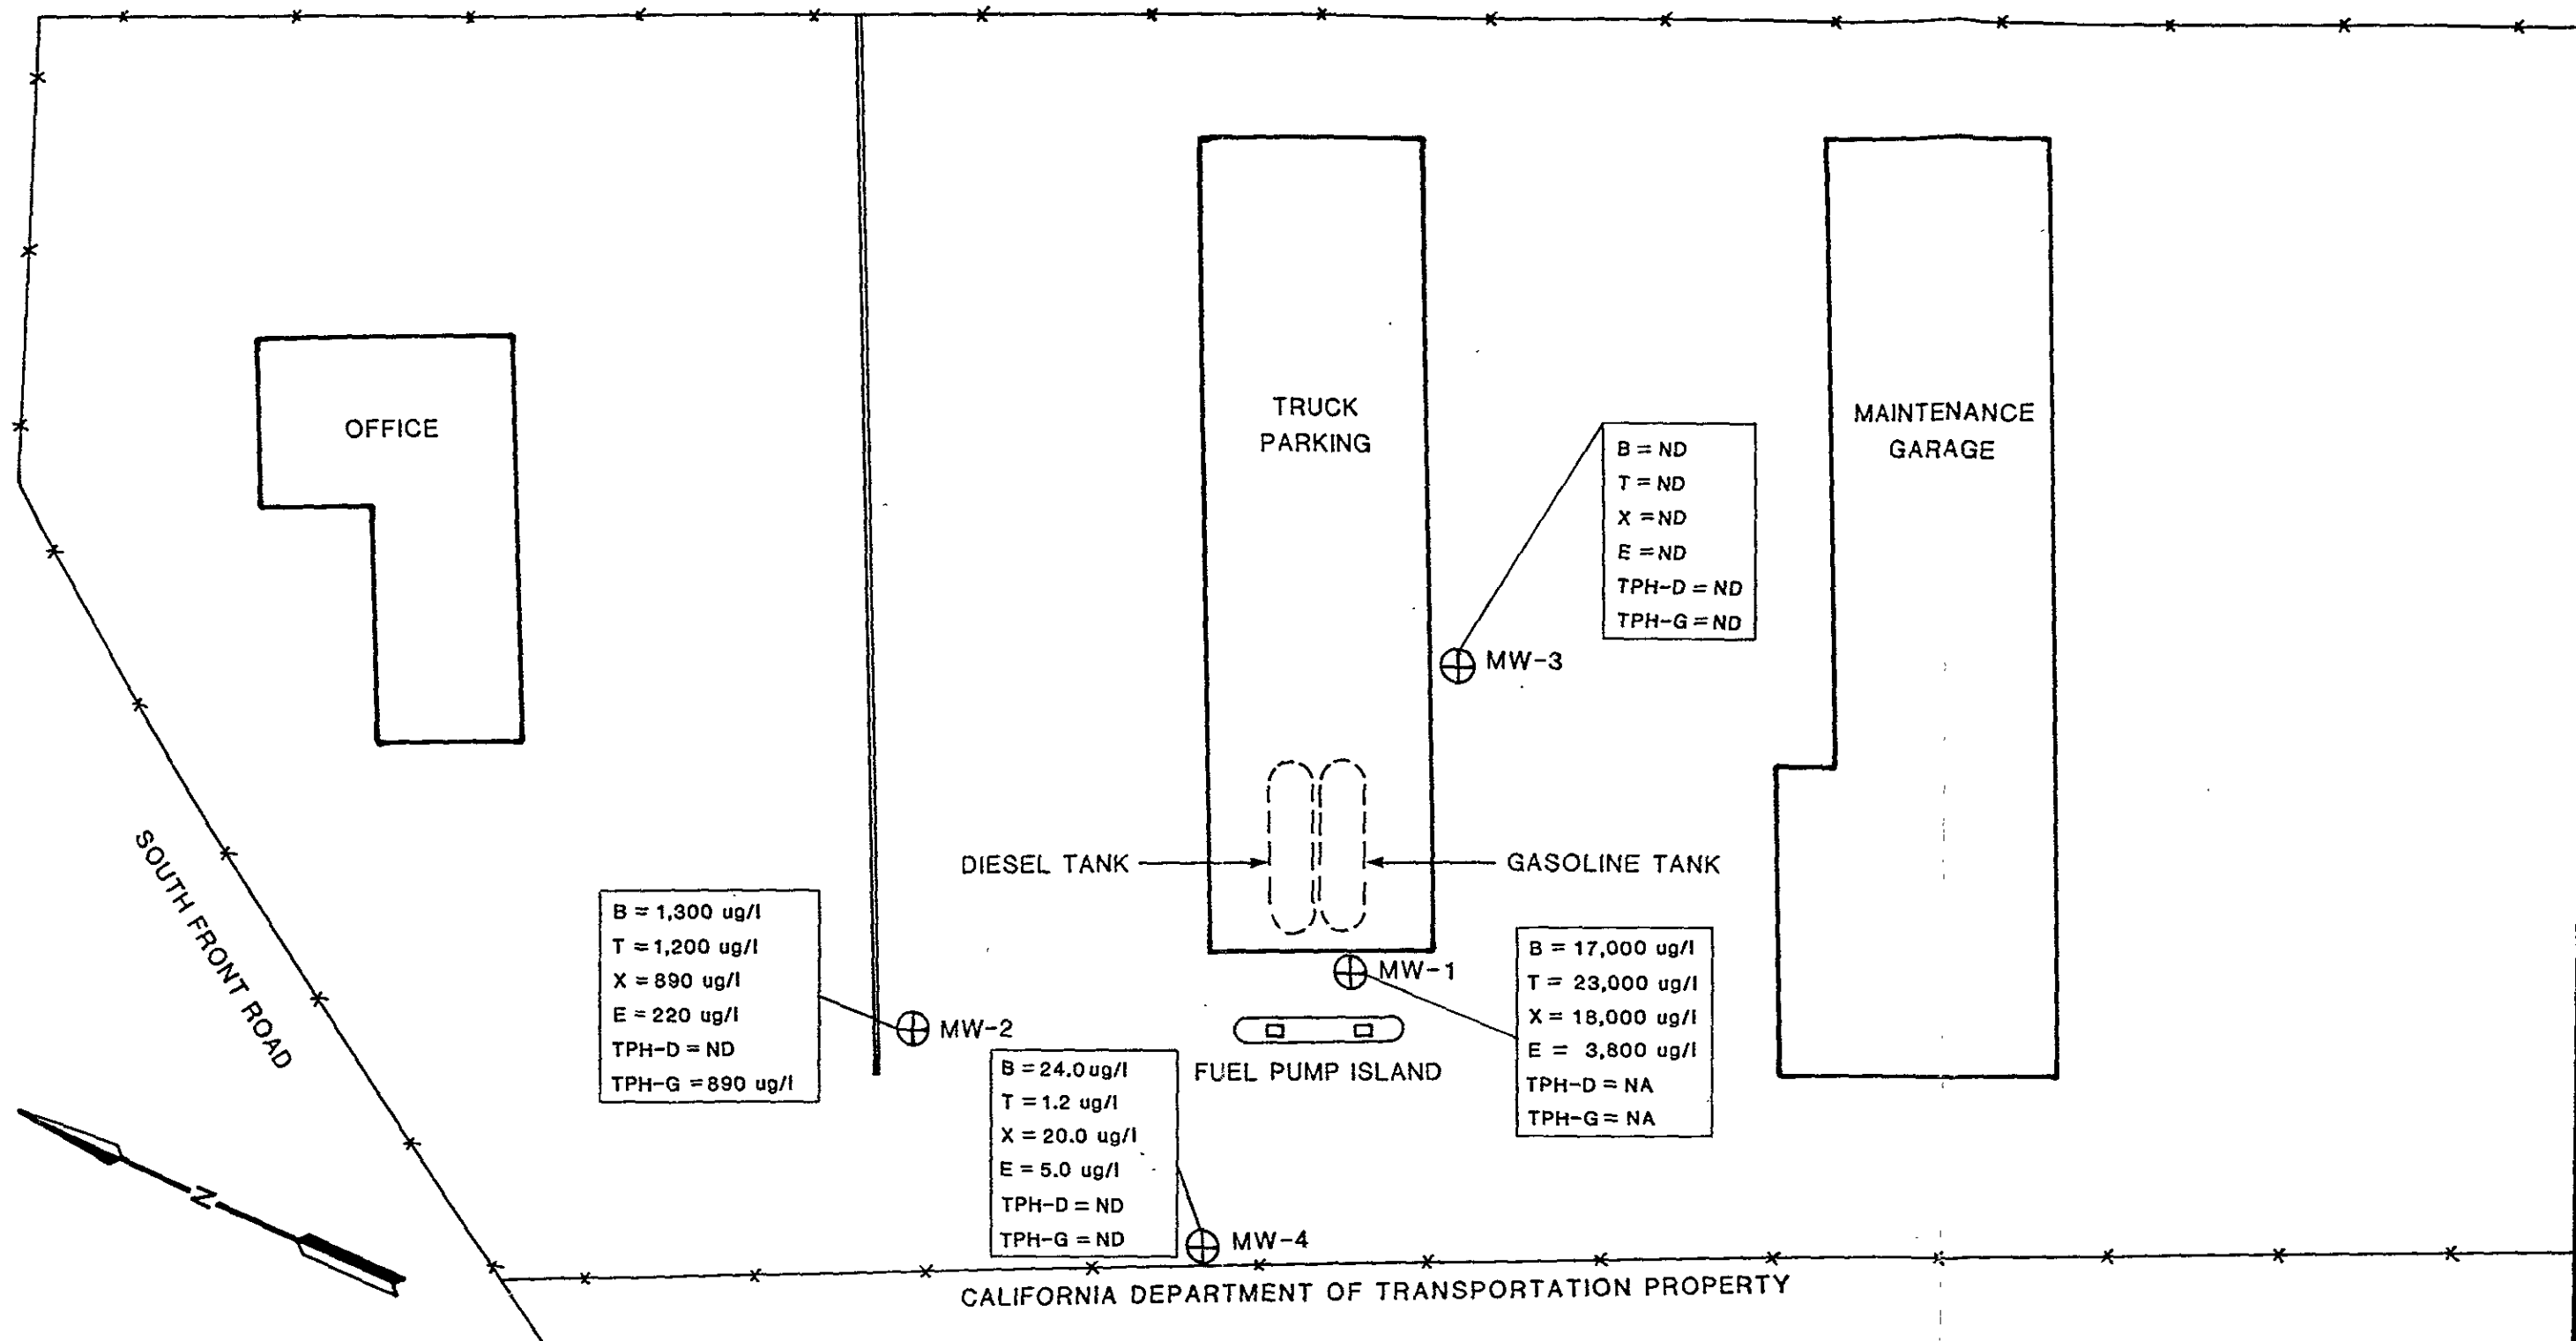 OFFICE
TRUCK
PARKING
MAINTENANCE
GARAGE
B = ND
T = ND
X = ND
E = ND
TPH-D = ND
TPH-G = ND
MW-3
DIESEL TANK
GASOLINE TANK
SOUTH FRONT ROAD
B = 1,300 ug/l
T = 1,200 ug/l
X = 890 ug/l
E = 220 ug/l
TPH-D = ND
TPH-G = 890 ug/l
MW-2
MW-1
B = 17,000 ug/l
T = 23,000 ug/l
X = 18,000 ug/l
E = 3,800 ug/l
TPH-D = NA
TPH-G = NA
FUEL PUMP ISLAND
B = 24.0 ug/l
T = 1.2 ug/l
X = 20.0 ug/l
E = 5.0 ug/l
TPH-D = ND
TPH-G = ND
MW-4
N
CALIFORNIA DEPARTMENT OF TRANSPORTATION PROPERTY